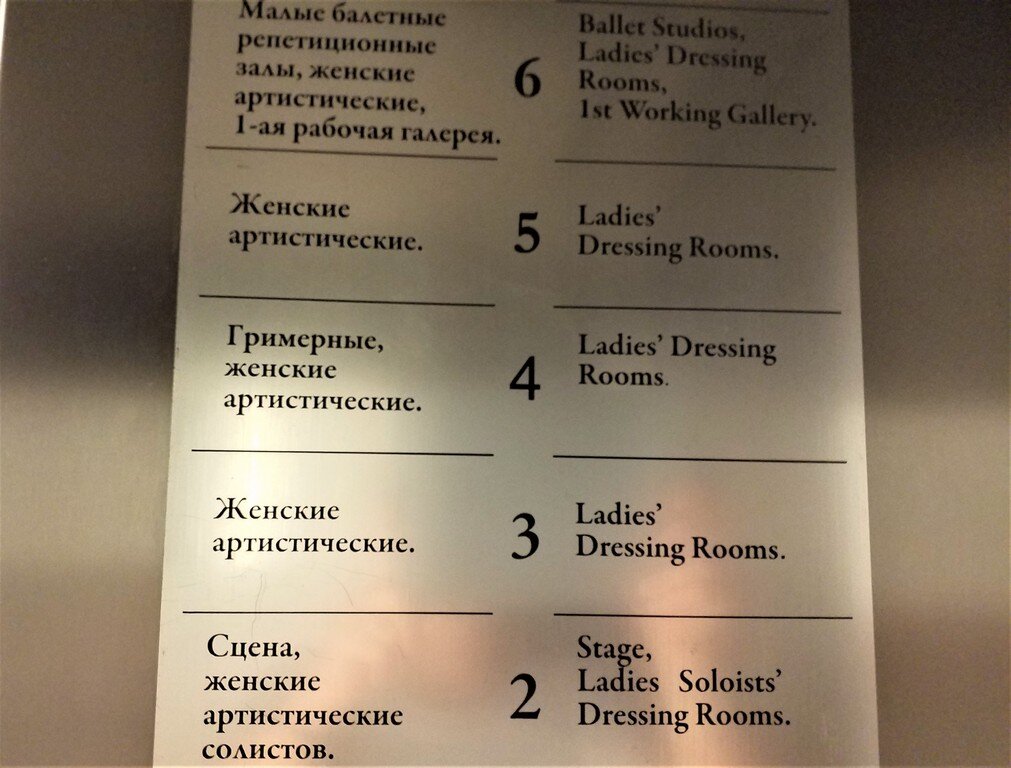 Малые балетные
репетиционные
залы, женские
артистические,
1-ая рабочая галерея.
6
Ballet Studios,
Ladies’ Dressing
Rooms,
1st Working Gallery.
Женские
артистические.
5
Ladies’
Dressing Rooms.
Гримерные,
женские
артистические.
4
Ladies’ Dressing
Rooms.
Женские
артистические.
3
Ladies’
Dressing Rooms.
Сцена,
женские
артистические
солистов.
2
Stage,
Ladies Soloists’
Dressing Rooms.